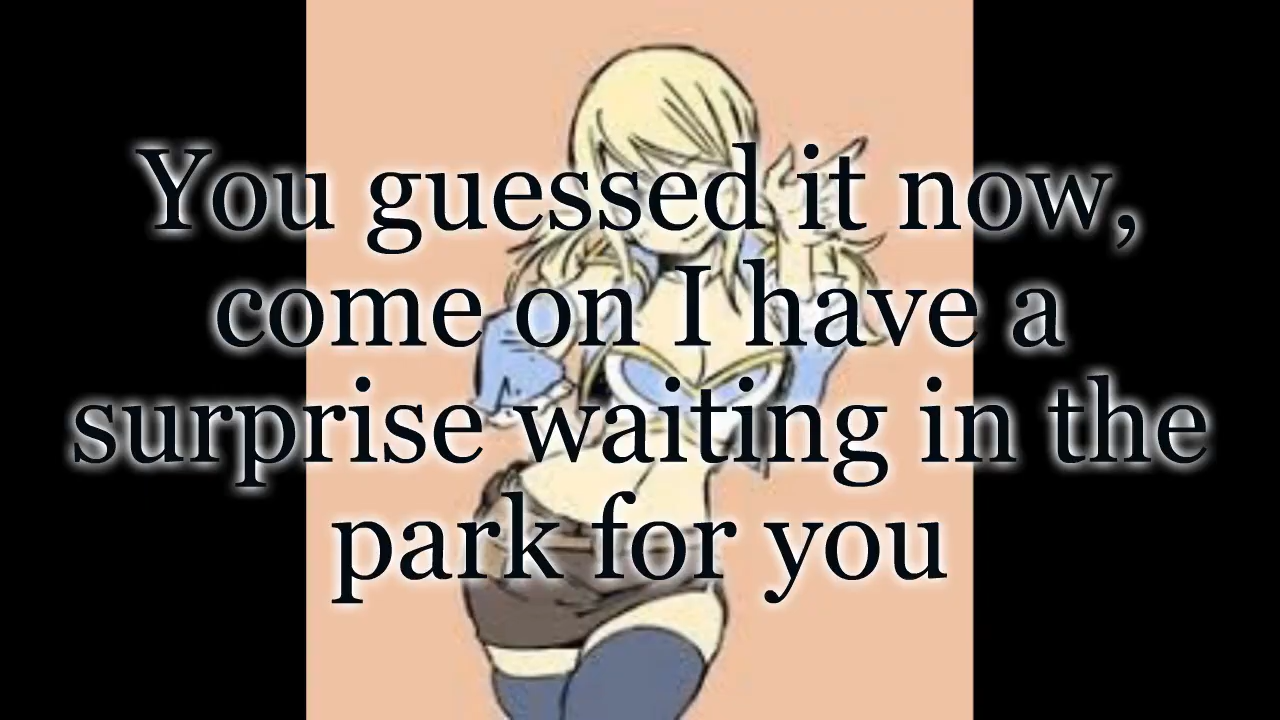 You guessed it now,
come on I have a
surprise waiting in the
park for you